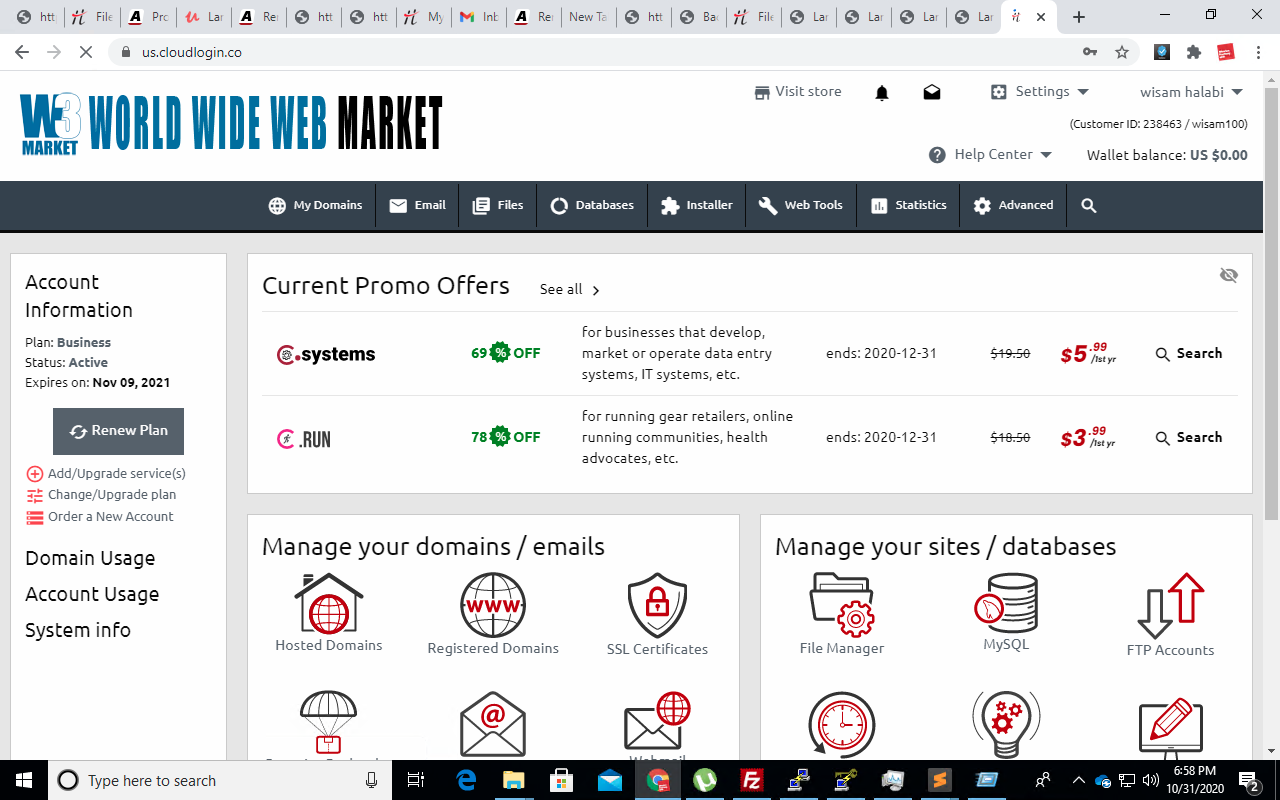 htt
File
Pro
Lar
Rer
htt
htt
My
Inb
Rer
New Ta
htt
Bac
File
Lar
Lar
Lar
Lar
us.cloudlogin.co
W3 MARKET
WORLD WIDE WEB MARKET
Visit store
Settings
wisam halabi
(Customer ID: 238463 / wisam100)
Help Center
Wallet balance: US $0.00
My Domains
Email
Files
Databases
Installer
Web Tools
Statistics
Advanced
Account
Information
Plan: Business
Status: Active
Expires on: Nov 09, 2021
Renew Plan
Add/Upgrade service(s)
Change/Upgrade plan
Order a New Account
Domain Usage
Account Usage
System info
Current Promo Offers
See all
.systems
69 % OFF
for businesses that develop,
market or operate data entry
systems, IT systems, etc.
ends: 2020-12-31
$19.50
$5.99 /1st yr
Search
.RUN
78 % OFF
for running gear retailers, online
running communities, health
advocates, etc.
ends: 2020-12-31
$18.50
$3.99 /1st yr
Search
Manage your domains / emails
WWW
Hosted Domains
Registered Domains
SSL Certificates
@
Webmail
Manage your sites / databases
File Manager
MySQL
FTP Accounts
Type here to search
6:58 PM
10/31/2020
2